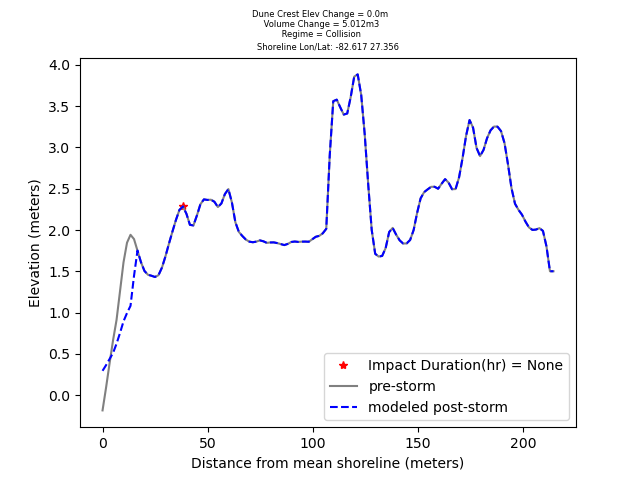 Dune Crest Elev Change = 0.0m
Volume Change = 5.012m3
Regime = Collision
Shoreline Lon/Lat: -82.617 27.356
4.0
3.5
3.0
2.5
2.0
1.5
1.0
0.5
0.0
Elevation (meters)
Impact Duration(hr) = None
pre-storm
modeled post-storm
0 50 100 150 200
Distance from mean shoreline (meters)